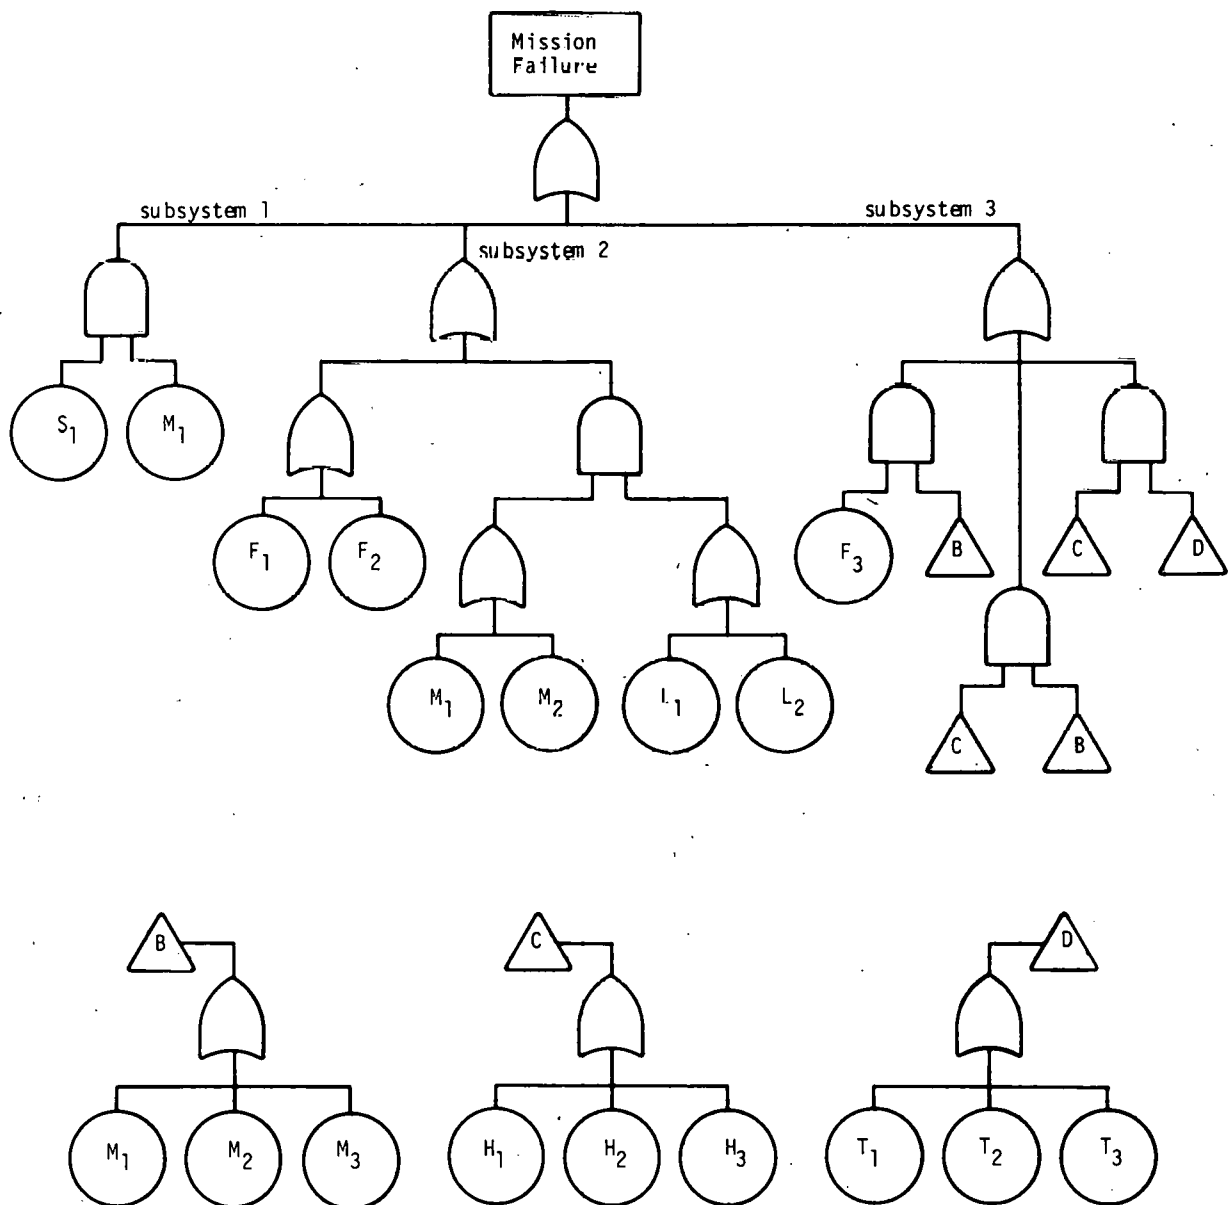 Mission
Failure
subsystem 1
subsystem 3
subsystem 2
S1 M1
F1 F2
F3 B C D
M1 M2 L1 L2
C B
B C D
M1 M2 M3 H1 H2 H3 T1 T2 T3